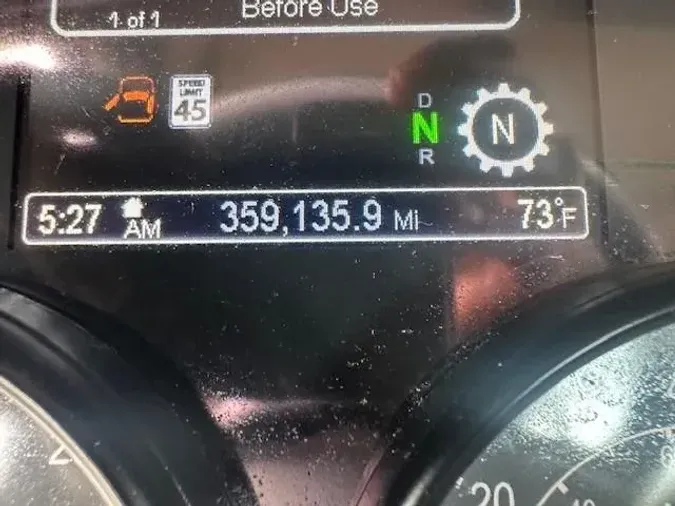 Before Use
1 of 1
SPEED
LIMIT
45
D
N
R
N
5:27 AM 359,135.9 Mi 73°F
20